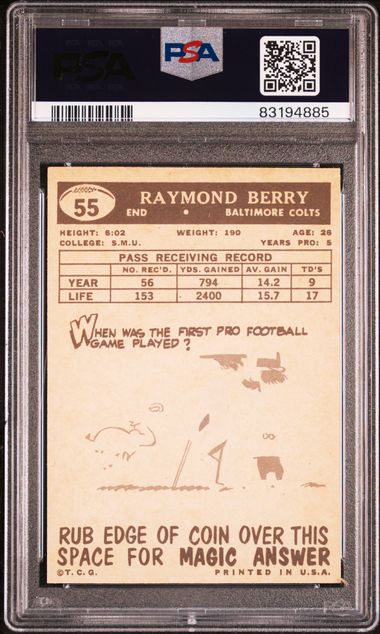 PSA
PSA
83194885
55
RAYMOND BERRY
END • BALTIMORE COLTS
HEIGHT: 6:02 WEIGHT: 190 AGE: 26
COLLEGE: S.M.U. YEARS PRO: 5
PASS RECEIVING RECORD
NO. REC'D. YDS. GAINED AV. GAIN TD'S
YEAR 56 794 14.2 9
LIFE 153 2400 15.7 17
WHEN WAS THE FIRST PRO FOOTBALL
GAME PLAYED?
RUB EDGE OF COIN OVER THIS
SPACE FOR MAGIC ANSWER
©T.C.G. PRINTED IN U.S.A.